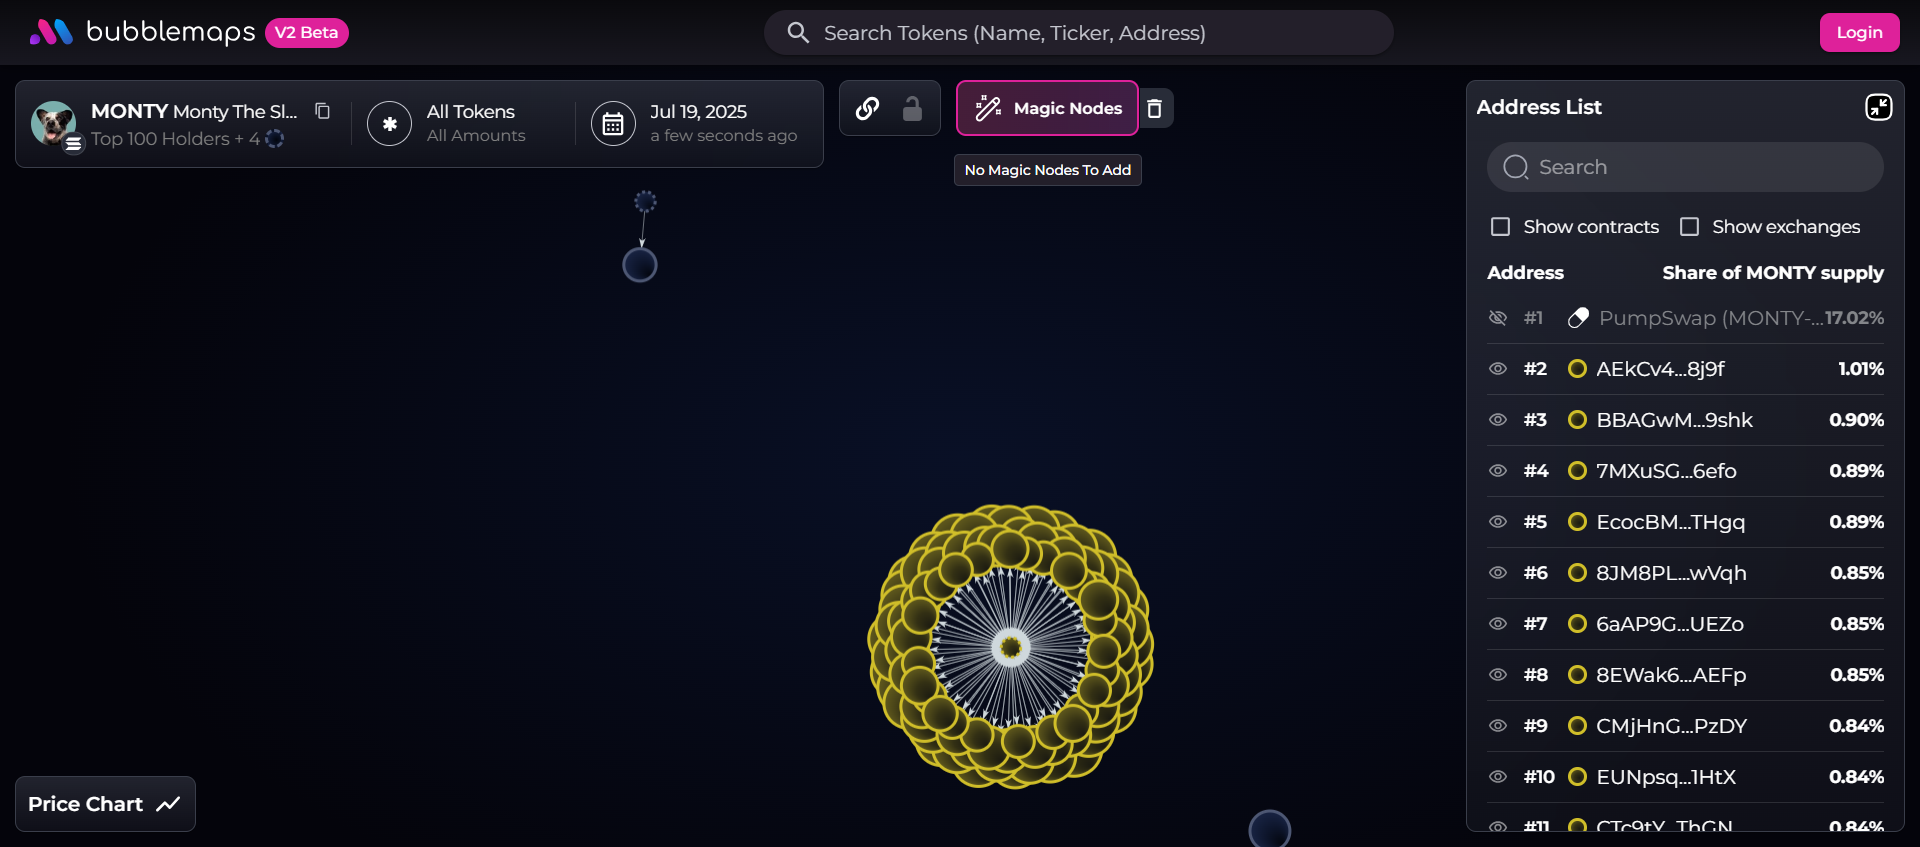 bubblemaps V2 Beta
Search Tokens (Name, Ticker, Address)
Login
MONTY Monty The Sl...
Top 100 Holders + 4
All Tokens
All Amounts
Jul 19, 2025
a few seconds ago
Magic Nodes
No Magic Nodes To Add
Address List
Search
Show contracts Show exchanges
Address Share of MONTY supply
#1 PumpSwap (MONTY-... 17.02%
#2 AEkCv4...8j9f 1.01%
#3 BBAGwM...9shk 0.90%
#4 7MXuSG...6efo 0.89%
#5 EcocBM...THgq 0.89%
#6 8JM8PL...wVqh 0.85%
#7 6aAP9G...UEZo 0.85%
#8 8EWak6...AEFp 0.85%
#9 CMjHnG...PzDY 0.84%
#10 EUNpsq...1HtX 0.84%
#11 CTc9tY...ThGN 0.84%
Price Chart